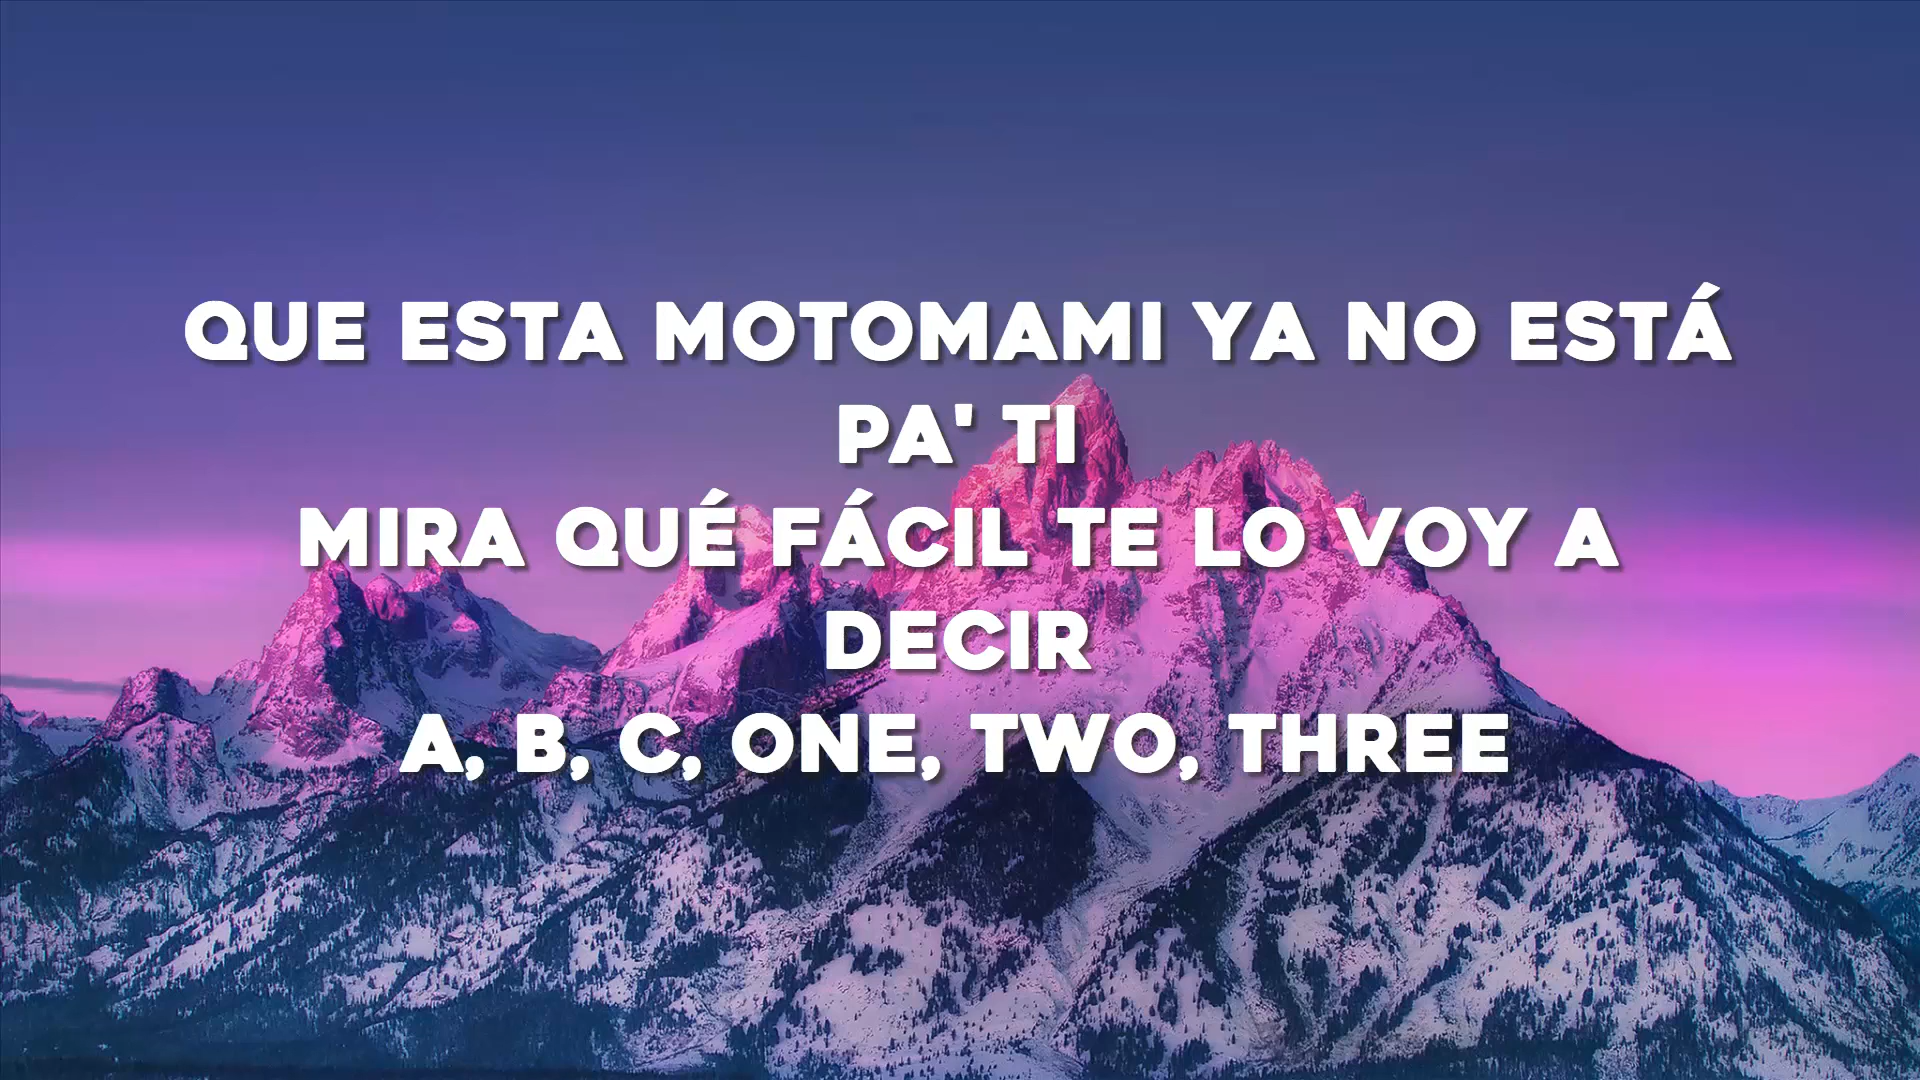 QUE ESTA MOTOMAMI YA NO ESTÁ
PA' TI
MIRA QUÉ FÁCIL TE LO VOY A
DECIR
A, B, C, ONE, TWO, THREE